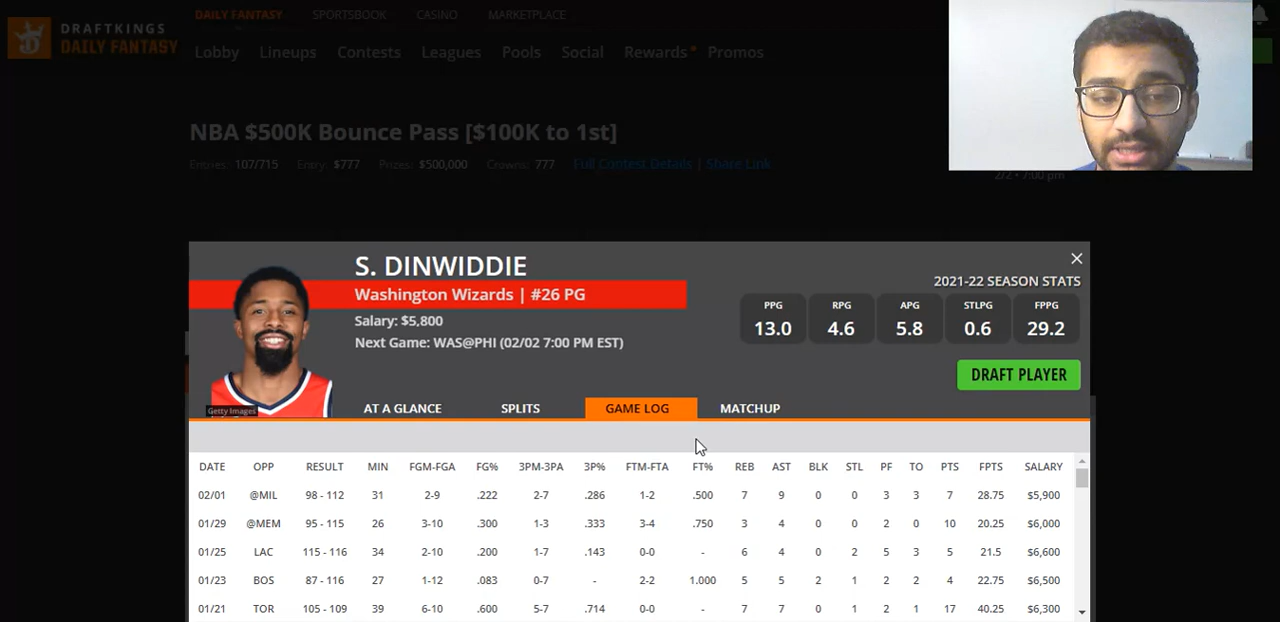 DRAFTKINGS
DAILY FANTASY
DAILY FANTASY SPORTSBOOK CASINO MARKETPLACE
Lobby Lineups Contests Leagues Pools Social Rewards Promos
NBA $500K Bounce Pass [$100K to 1st]
Entries: 107/715 Entry: $777 Prizes: $500,000 Crowns: 777 Full Contest Details | Share Link
2/2 • 7:00 pm
S. DINWIDDIE
Washington Wizards | #26 PG
Salary: $5,800
Next Game: WAS@PHI (02/02 7:00 PM EST)
2021-22 SEASON STATS
PPG RPG APG STLPG FPPG
13.0 4.6 5.8 0.6 29.2
DRAFT PLAYER
Getty Images
AT A GLANCE SPLITS GAME LOG MATCHUP
DATE OPP RESULT MIN FGM-FGA FG% 3PM-3PA 3P% FTM-FTA FT% REB AST BLK STL PF TO PTS FPTS SALARY
02/01 @MIL 98 - 112 31 2-9 .222 2-7 .286 1-2 .500 7 9 0 0 3 3 7 28.75 $5,900
01/29 @MEM 95 - 115 26 3-10 .300 1-3 .333 3-4 .750 3 4 0 0 2 0 10 20.25 $6,000
01/25 LAC 115 - 116 34 2-10 .200 1-7 .143 0-0 - 6 4 0 2 5 3 5 21.5 $6,600
01/23 BOS 87 - 116 27 1-12 .083 0-7 - 2-2 1.000 5 5 2 1 2 2 4 22.75 $6,500
01/21 TOR 105 - 109 39 6-10 .600 5-7 .714 0-0 - 7 7 0 1 2 1 17 40.25 $6,300